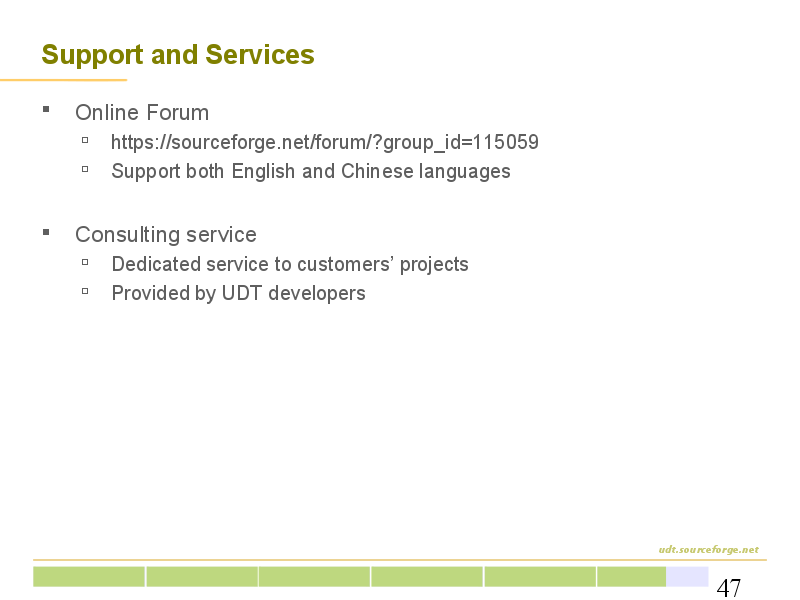 Support and Services
Online Forum
https://sourceforge.net/forum/?group_id=115059
Support both English and Chinese languages
Consulting service
Dedicated service to customers’ projects
Provided by UDT developers
udt.sourceforge.net
47